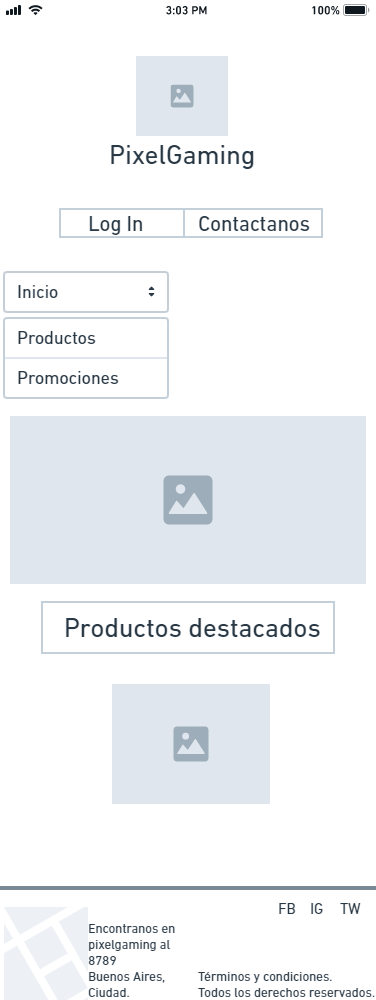 3:03 PM
100%
PixelGaming
Log In
Contactanos
Inicio
Productos
Promociones
Productos destacados
FB IG TW
Encontranos en
pixelgaming al
8789
Buenos Aires,
Ciudad.
Términos y condiciones.
Todos los derechos reservados.